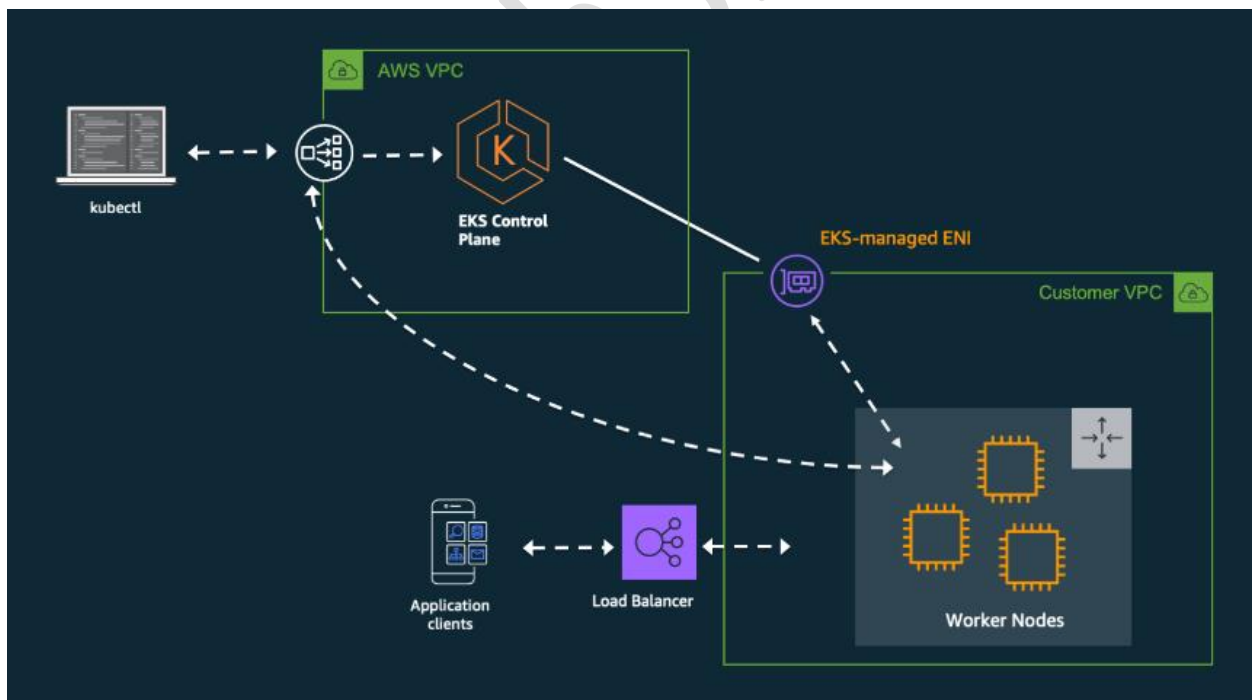 AWS VPC
kubectl
K
EKS Control
Plane
EKS-managed ENI
Customer VPC
Application
clients
Load Balancer
Worker Nodes